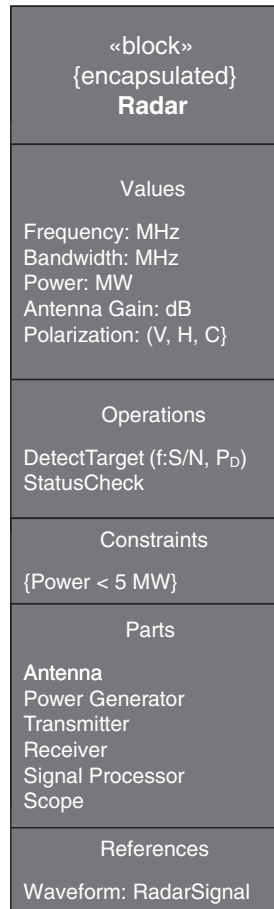 «block»
{encapsulated}
Radar
Values
Frequency: MHz
Bandwidth: MHz
Power: MW
Antenna Gain: dB
Polarization: (V, H, C}
Operations
DetectTarget (f:S/N, P_D)
StatusCheck
Constraints
{Power < 5 MW}
Parts
Antenna
Power Generator
Transmitter
Receiver
Signal Processor
Scope
References
Waveform: RadarSignal